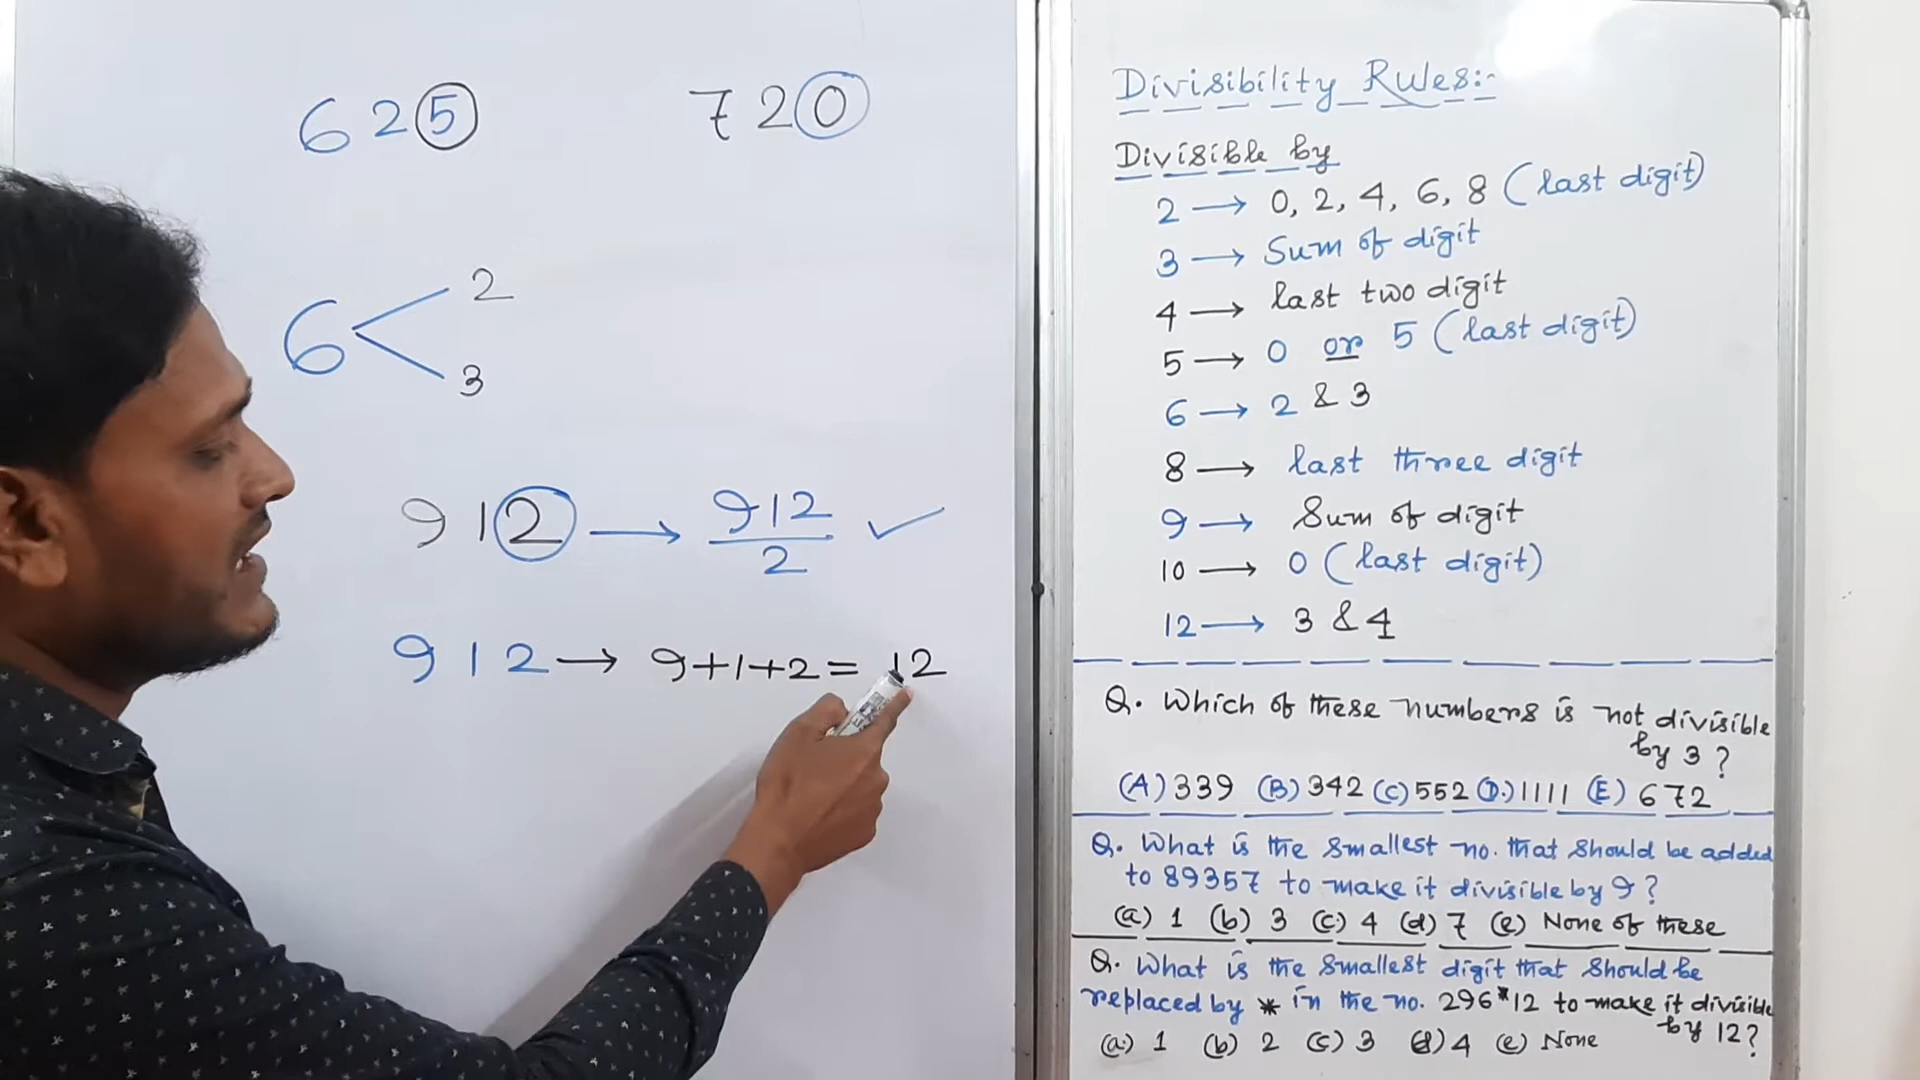 625
720
6 2
3
912 → 912/2 ✓
912 → 9+1+2 = 12
Divisibility Rules:-
Divisible by
2 → 0, 2, 4, 6, 8 (last digit)
3 → Sum of digit
4 → last two digit
5 → 0 or 5 (last digit)
6 → 2 & 3
8 → last three digit
9 → Sum of digit
10 → 0 (last digit)
12 → 3 & 4
Q. Which of these numbers is not divisible
by 3 ?
(A) 339 (B) 342 (C) 552 (D.) 1111 (E) 672
Q. What is the smallest no. that should be added
to 89357 to make it divisible by 9 ?
(a) 1 (b) 3 (c) 4 (d) 7 (e) None of these
Q. What is the smallest digit that should be
replaced by * in the no. 296*12 to make it divisible
by 12?
(a) 1 (b) 2 (c) 3 (d) 4 (e) None